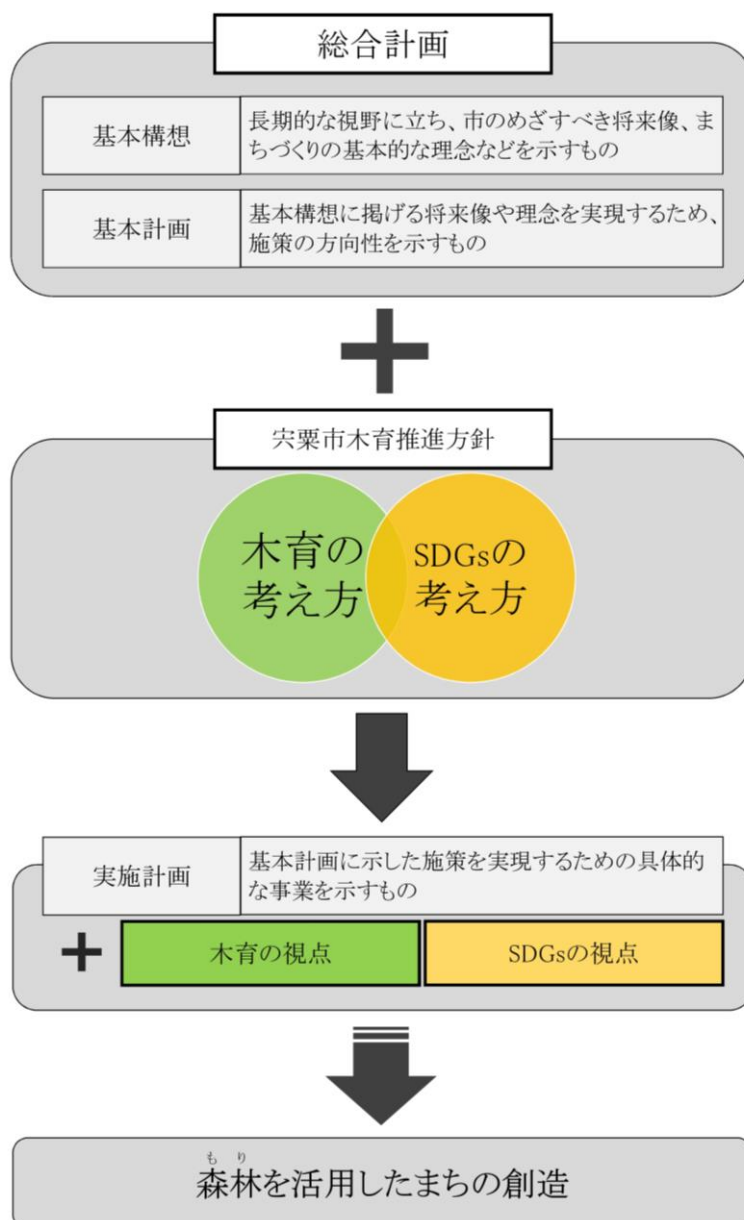 総合計画
基本構想
長期的な視野に立ち、市のめざすべき将来像、ま
ちづくりの基本的な理念などを示すもの
基本計画
基本構想に掲げる将来像や理念を実現するため、
施策の方向性を示すもの
宍粟市木育推進方針
木育の
考え方
SDGsの
考え方
実施計画
基本計画に示した施策を実現するための具体的
な事業を示すもの
+
木育の視点
SDGsの視点
もり
森林を活用したまちの創造